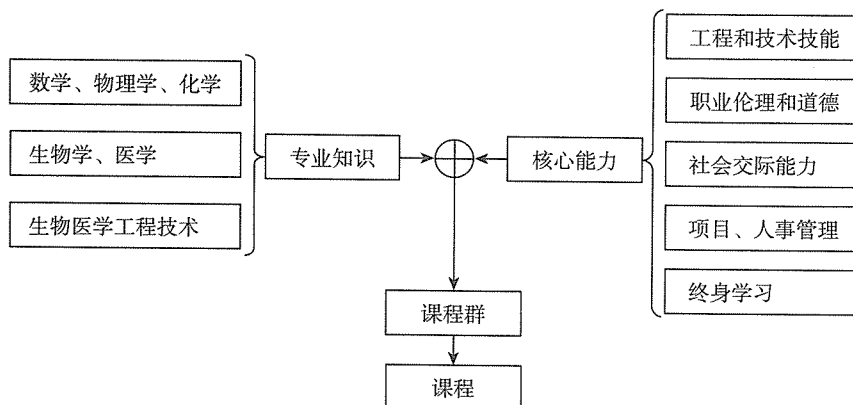 数学、物理学、化学
生物学、医学
生物医学工程技术
专业知识
核心能力
工程和技术技能
职业伦理和道德
社会交际能力
项目、人事管理
终身学习
课程群
课程